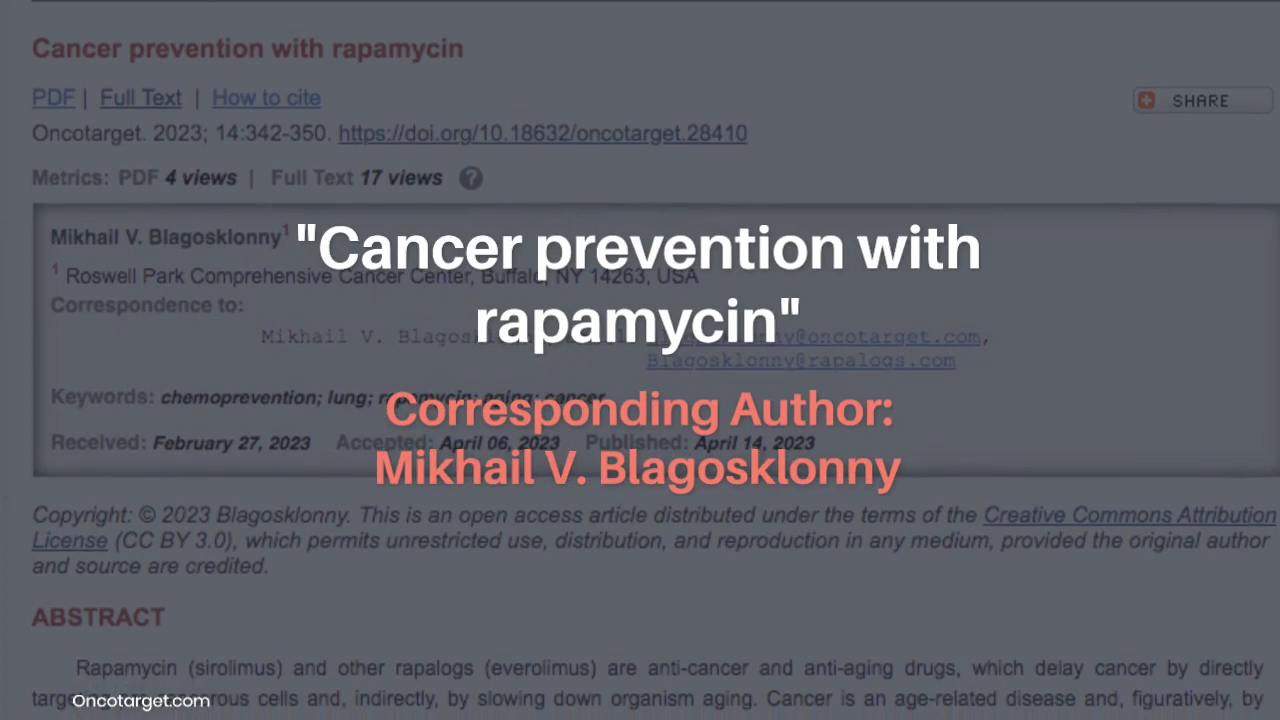 Cancer prevention with rapamycin
PDF | Full Text | How to cite
SHARE
Oncotarget. 2023; 14:342-350. https://doi.org/10.18632/oncotarget.28410
Metrics: PDF 4 views | Full Text 17 views ?
Mikhail V. Blagosklonny1
"Cancer prevention with
1 Roswell Park Comprehensive Cancer Center, Buffalo, NY 14263, USA
Correspondence to:
rapamycin"
Mikhail V. @oncotarget.com,
Blagosklonny@rapalogs.com
Keywords: chemoprevention; lung; rapamycin; aging; cancer
Corresponding Author:
Received: February 27, 2023 Accepted: April 06, 2023 Published: April 14, 2023
Mikhail V. Blagosklonny
Copyright: © 2023 Blagosklonny. This is an open access article distributed under the terms of the Creative Commons Attribution
License (CC BY 3.0), which permits unrestricted use, distribution, and reproduction in any medium, provided the original author
and source are credited.
ABSTRACT
Rapamycin (sirolimus) and other rapalogs (everolimus) are anti-cancer and anti-aging drugs, which delay cancer by directly
cells and, indirectly, by slowing down organism aging. Cancer is an age-related disease and, figuratively, by
Oncotarget.com